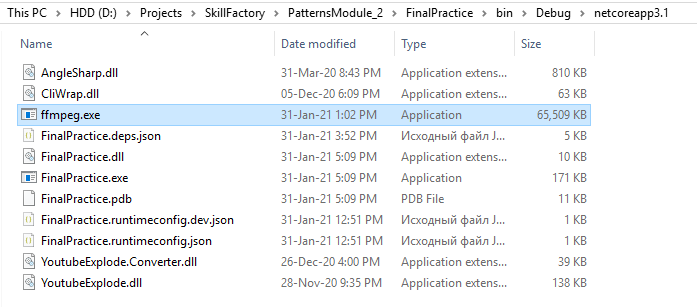 This PC > HDD (D:) > Projects > SkillFactory > PatternsModule_2 > FinalPractice > bin > Debug > netcoreapp3.1
Name Date modified Type Size
AngleSharp.dll 31-Mar-20 8:43 PM Application extens... 810 KB
CliWrap.dll 05-Dec-20 6:09 PM Application extens... 63 KB
ffmpeg.exe 31-Jan-21 1:02 PM Application 65,509 KB
FinalPractice.deps.json 31-Jan-21 3:52 PM Исходный файл J... 5 KB
FinalPractice.dll 31-Jan-21 5:09 PM Application extens... 10 KB
FinalPractice.exe 31-Jan-21 5:09 PM Application 171 KB
FinalPractice.pdb 31-Jan-21 5:09 PM PDB File 11 KB
FinalPractice.runtimeconfig.dev.json 31-Jan-21 12:51 PM Исходный файл J... 1 KB
FinalPractice.runtimeconfig.json 31-Jan-21 12:51 PM Исходный файл J... 1 KB
YoutubeExplode.Converter.dll 26-Dec-20 4:00 PM Application extens... 39 KB
YoutubeExplode.dll 28-Nov-20 9:35 PM Application extens... 138 KB